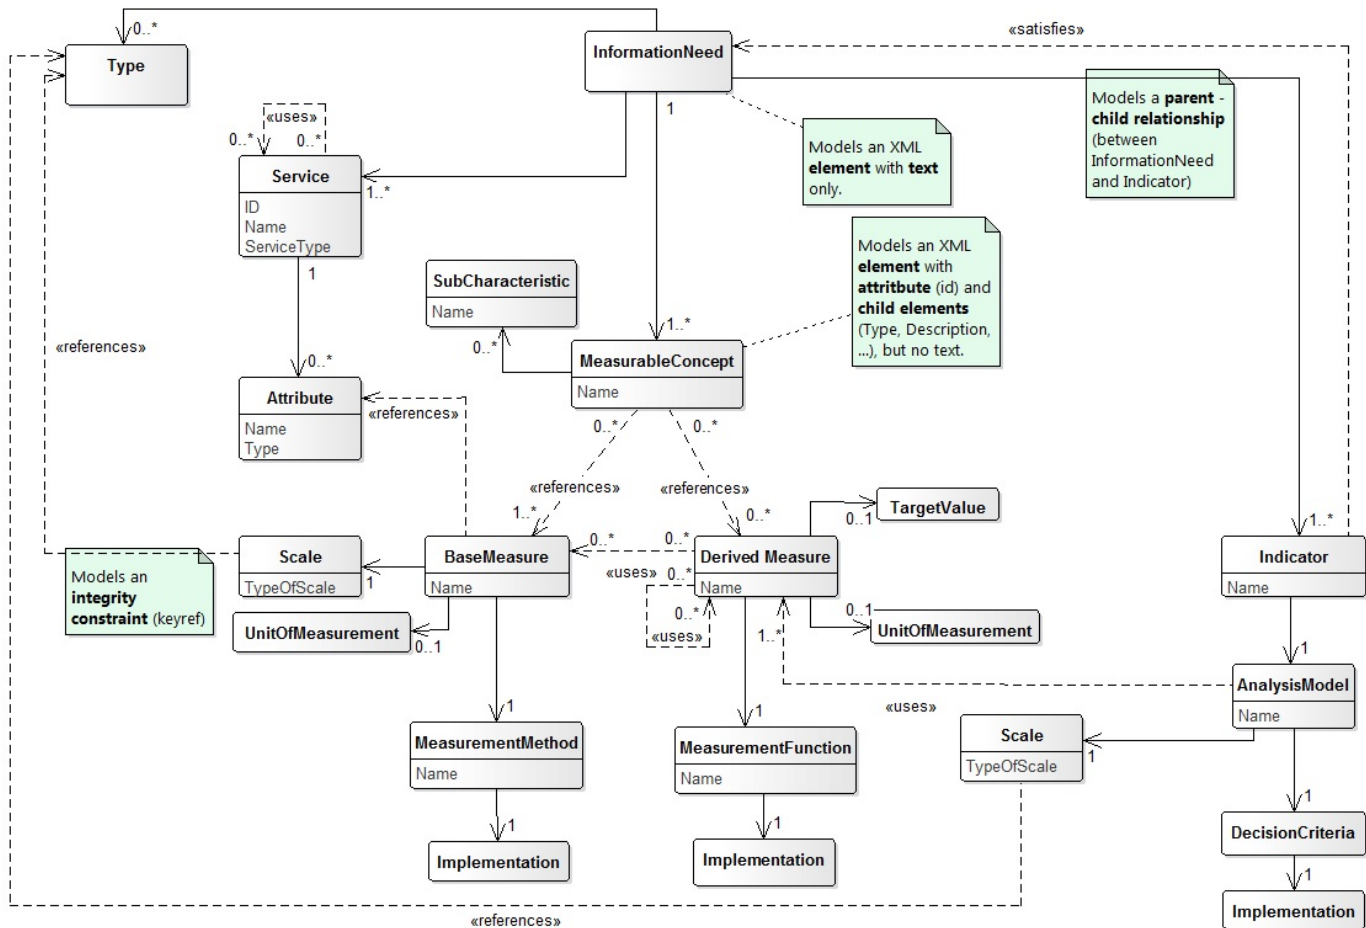 0..*
Type
InformationNeed
«satisfies»
1
Models a parent -
child relationship
(between
InformationNeed
and Indicator)
«uses»
0..*
0..*
Models an XML
element with text
only.
Service
ID
Name
ServiceType
1..*
1
Models an XML
element with
attritbute (id) and
child elements
(Type, Description,
...), but no text.
SubCharacteristic
Name
1..*
«references»
0..*
0..*
MeasurableConcept
Name
Attribute
Name
Type
«references»
0..*
0..*
«references»
«references»
TargetValue
0..1
1..*
0..*
1..*
Scale
TypeOfScale
1
BaseMeasure
Name
0..*
0..*
Derived Measure
Name
Indicator
Name
Models an
integrity
constraint (keyref)
«uses»
0..*
0..*
«uses»
0..1
1..*
UnitOfMeasurement
0..1
UnitOfMeasurement
1
AnalysisModel
Name
«uses»
1
MeasurementMethod
Name
1
MeasurementFunction
Name
Scale
TypeOfScale
1
1
DecisionCriteria
1
Implementation
1
Implementation
1
Implementation
«references»